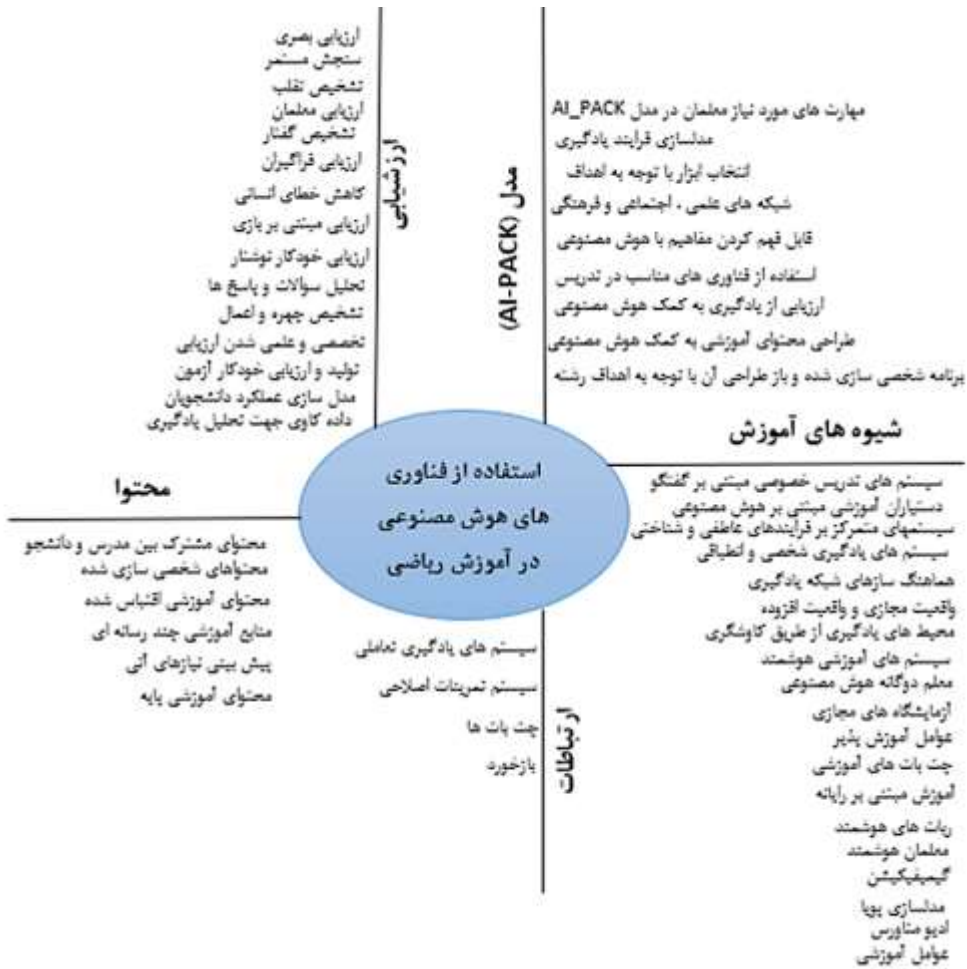 استفاده از فناوری
های هوش مصنوعی
در آموزش ریاضی
مدل (AI-PACK)
مهارت های مورد نیاز معلمان در مدل AI_PACK
مدلسازی فرآیند یادگیری
انتخاب ابزار با توجه به اهداف
شبکه های علمی ، اجتماعی و فرهنگی
قابل فهم کردن مفاهیم با هوش مصنوعی
استفاده از فناوری های مناسب در تدریس
ارزیابی از یادگیری به کمک هوش مصنوعی
طراحی محتوای آموزشی به کمک هوش مصنوعی
برنامه شخصی سازی شده و باز طراحی آن با توجه به اهداف رشته
ارزشیابی
ارزیابی بصری
سنجش مستمر
تشخیص تقلب
ارزیابی معلمان
تشخیص گفتار
ارزیابی فراگیران
کاهش خطای انسانی
ارزیابی مبتنی بر بازی
ارزیابی خودکار نوشتار
تحلیل سوالات و پاسخ ها
تشخیص چهره و اعمال
تخصصی و علمی شدن ارزیابی
تولید و ارزیابی خودکار آزمون
مدل سازی عملکرد دانشجویان
داده کاوی جهت تحلیل یادگیری
شیوه های آموزش
سیستم های تدریس خصوصی مبتنی بر گفتگو
دستیاران آموزشی مبتنی بر هوش مصنوعی
سیستمهای متمرکز بر فرآیندهای عاطفی و شناختی
سیستم های یادگیری شخصی و انطباقی
هماهنگ سازهای شبکه یادگیری
واقعیت مجازی و واقعیت افزوده
محیط های یادگیری از طریق کاوشگری
سیستم های آموزشی هوشمند
معلم دوگانه هوش مصنوعی
آزمایشگاه های مجازی
عوامل آموزش پذیر
چت بات های آموزشی
آموزش مبتنی بر رایانه
ربات های هوشمند
معلمان هوشمند
گیمیفیکیشن
مدلسازی پویا
ادیو متاورس
عوامل آموزشی
محتوا
محتوای مشترک بین مدرس و دانشجو
محتواهای شخصی سازی شده
محتوای آموزشی اقتباس شده
منابع آموزشی چند رسانه ای
پیش بینی نیازهای آتی
محتوای آموزشی پایه
ارتباطات
سیستم های یادگیری تعاملی
سیستم تمرینات اصلاحی
چت بات ها
بازخورد